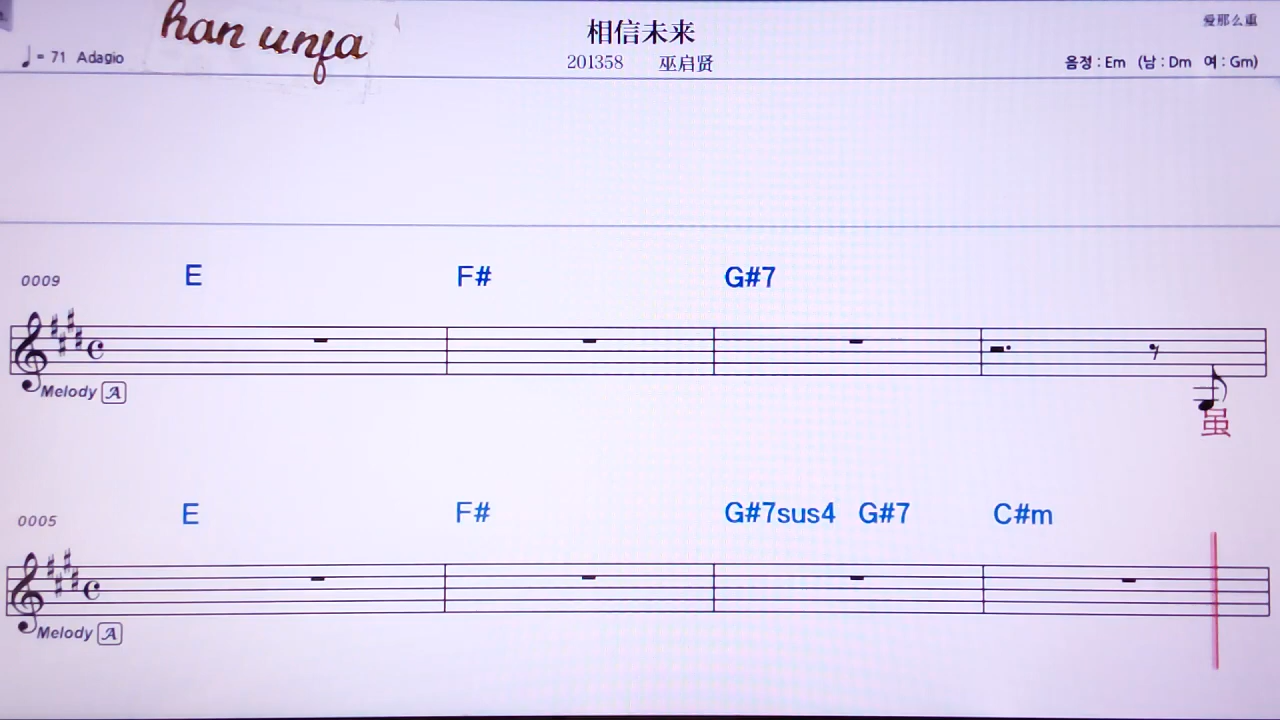 han unfa
相信未来
爱那么重
♩= 71 Adagio
201358 巫启贤
음정 : Em (남 : Dm 여 : Gm)
0009
E F# G#7
Melody A
虽
0005
E F# G#7sus4 G#7 C#m
Melody A